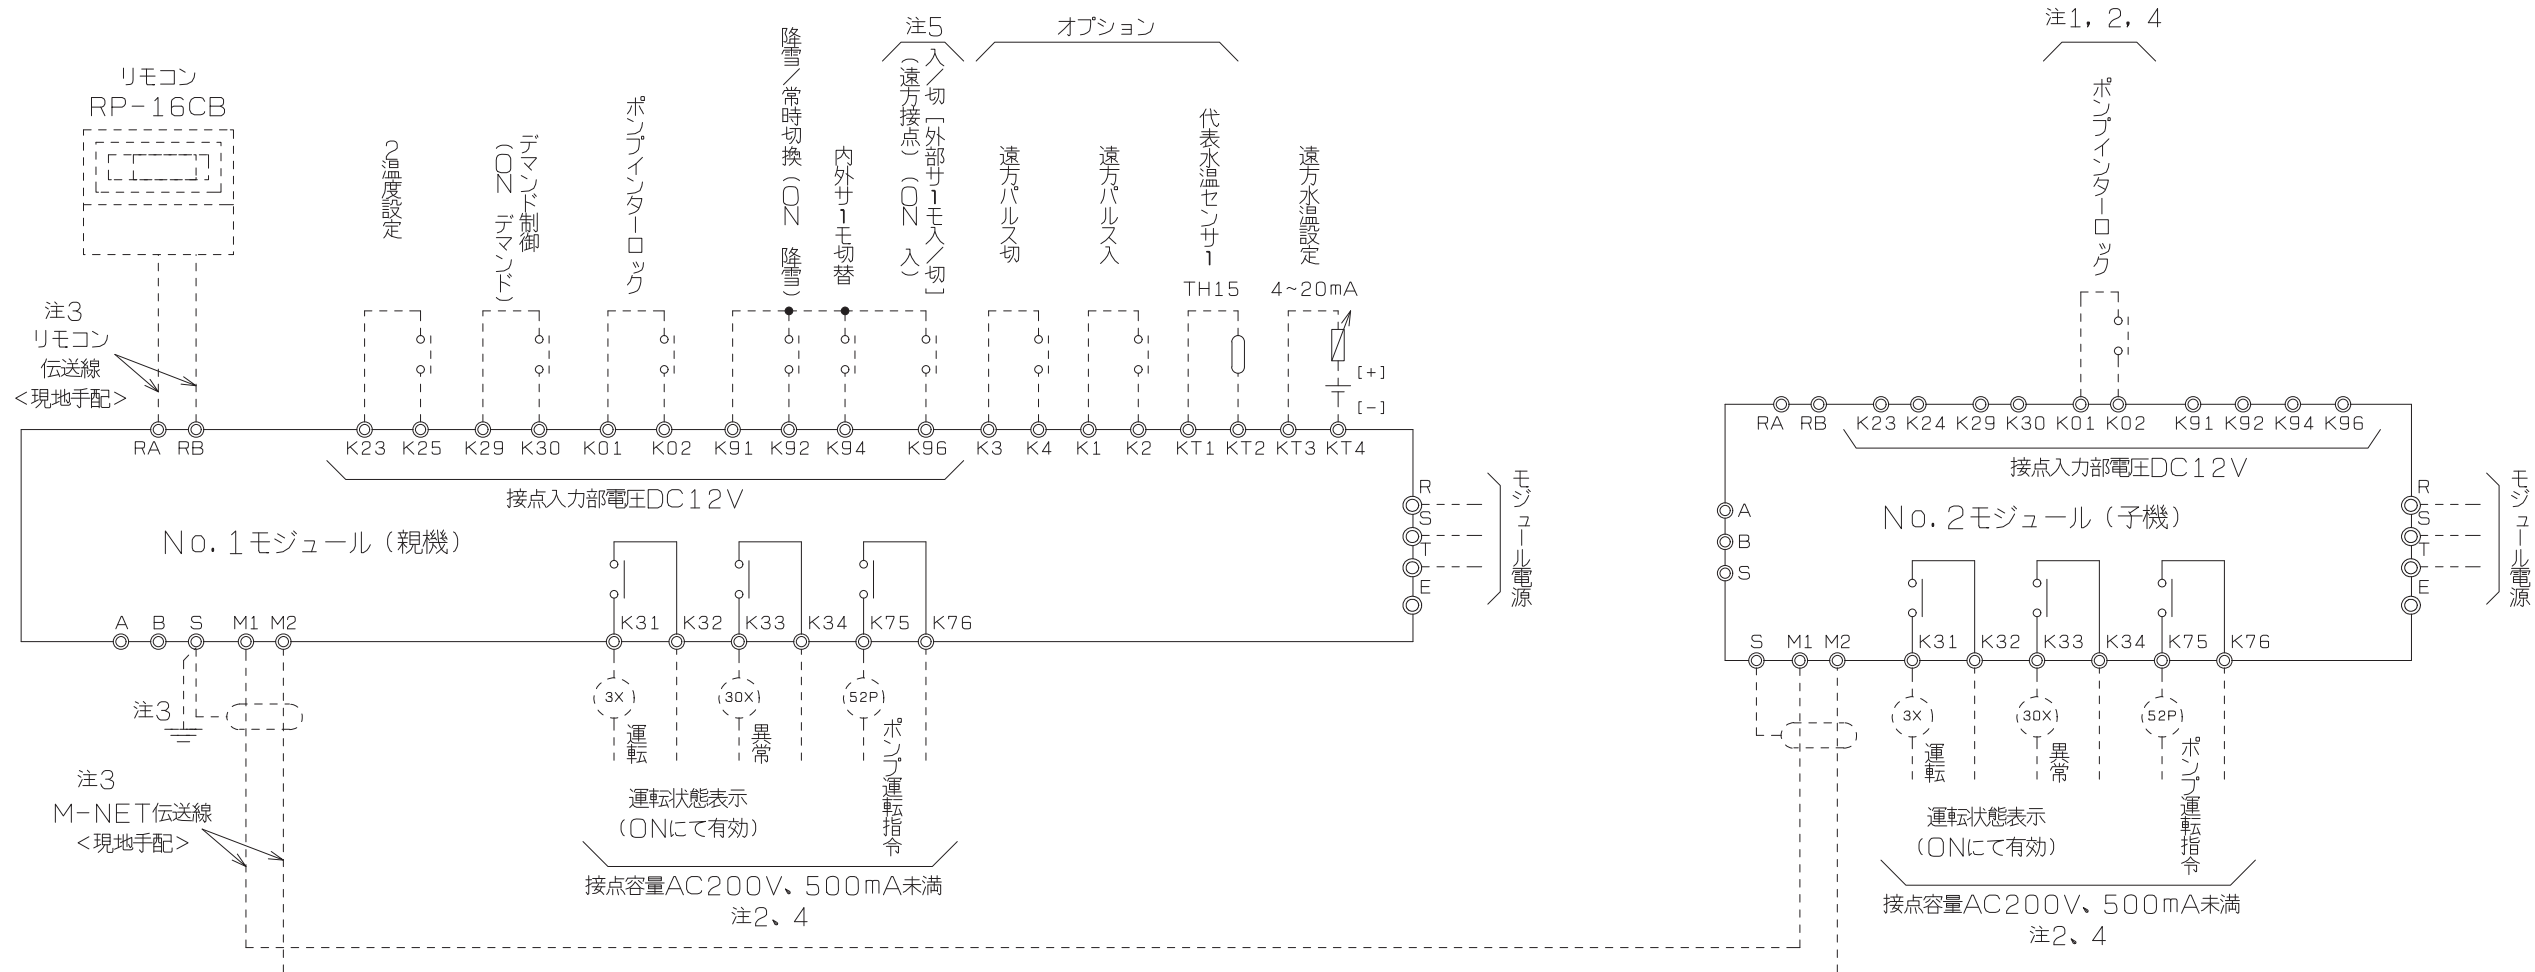 リモコン
RP-16CB
注3
リモコン
伝送線
<現地手配>
2温度設定
デマンド制御
(ON デマンド)
ポンプインターロック
降雪/常時切換(ON 降雪)
内外サ1モ切替
注5
入/切[外部サ1モ入/切]
(遠方接点)(ON 入)
オプション
遠方パルス切
遠方パルス入
代表水温センサ1
TH15
遠方水温設定
4~20mA
[+]
[-]
RA RB K23 K25 K29 K30 K01 K02 K91 K92 K94 K96 K3 K4 K1 K2 KT1 KT2 KT3 KT4
接点入力部電圧DC12V
No.1モジュール(親機)
R
S
T
E
モジュール電源
A B S M1 M2 K31 K32 K33 K34 K75 K76
3X 30X 52P
運転
異常
ポンプ運転指令
注3
注3
M-NET伝送線
<現地手配>
運転状態表示
(ONにて有効)
接点容量AC200V、500mA未満
注2、4
注1,2,4
ポンプインターロック
RA RB K23 K24 K29 K30 K01 K02 K91 K92 K94 K96
接点入力部電圧DC12V
A
B
S
No.2モジュール(子機)
R
S
T
E
モジュール電源
S M1 M2 K31 K32 K33 K34 K75 K76
3X 30X 52P
運転
異常
ポンプ運転指令
運転状態表示
(ONにて有効)
接点容量AC200V、500mA未満
注2、4